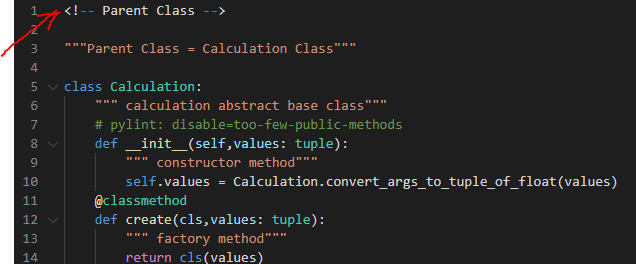 1 <!-- Parent Class -->
2
3 """Parent Class = Calculation Class"""
4
5 class Calculation:
6     """ calculation abstract base class"""
7     # pylint: disable=too-few-public-methods
8     def __init__(self,values: tuple):
9         """ constructor method"""
10         self.values = Calculation.convert_args_to_tuple_of_float(values)
11     @classmethod
12     def create(cls,values: tuple):
13         """ factory method"""
14         return cls(values)